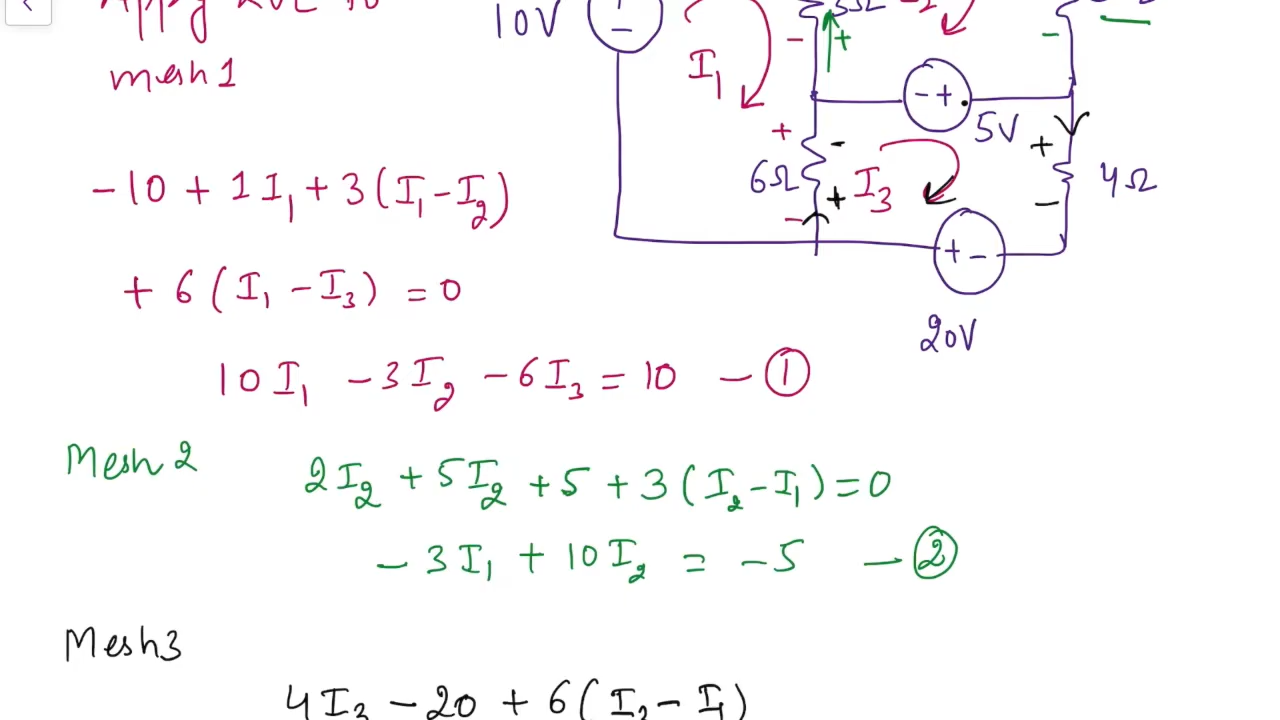 10V
3Ω -I
mesh 1
I₁
- +
5V
6Ω I₃ 4Ω
+ -
20V
-10 + 1I₁ + 3(I₁ - I₂)
+ 6(I₁ - I₃) = 0
10I₁ - 3I₂ - 6I₃ = 10 - ①
Mesh 2 2I₂ + 5I₂ + 5 + 3(I₂ - I₁) = 0
- 3I₁ + 10I₂ = -5 - ②
Mesh3
4I₃ - 20 + 6(I₃ - I₁)